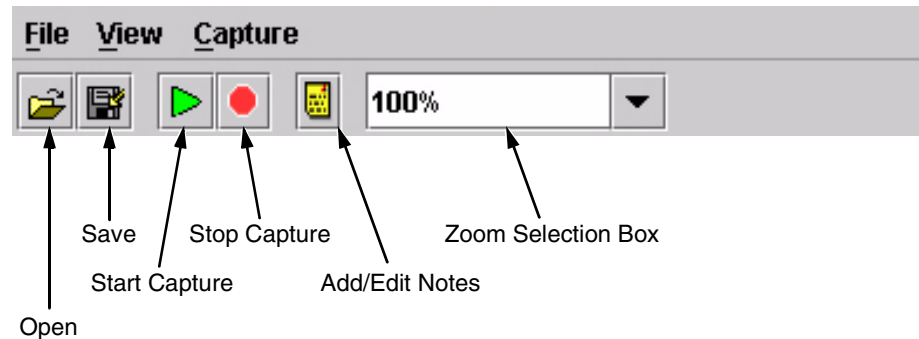 File View Capture
100%
Save Stop Capture Zoom Selection Box
Start Capture Add/Edit Notes
Open